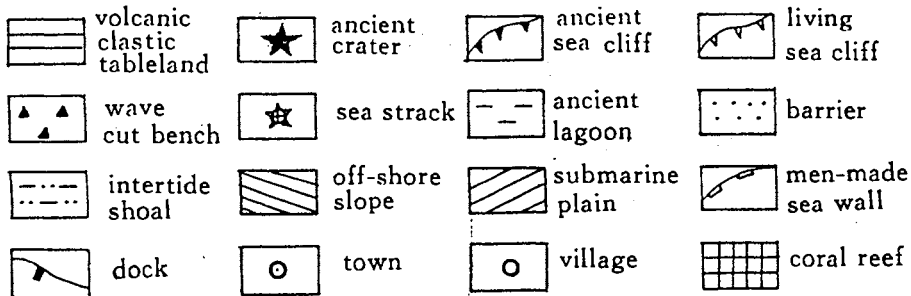 volcanic
clastic
tableland
ancient
crater
ancient
sea cliff
living
sea cliff
wave
cut bench
sea strack
ancient
lagoon
barrier
intertide
shoal
off-shore
slope
submarine
plain
men-made
sea wall
dock
town
village
coral reef